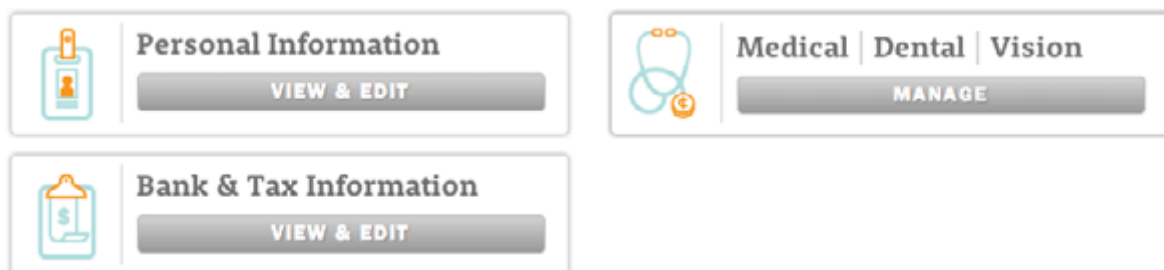 Personal Information
VIEW & EDIT
Medical | Dental | Vision
MANAGE
Bank & Tax Information
$
VIEW & EDIT